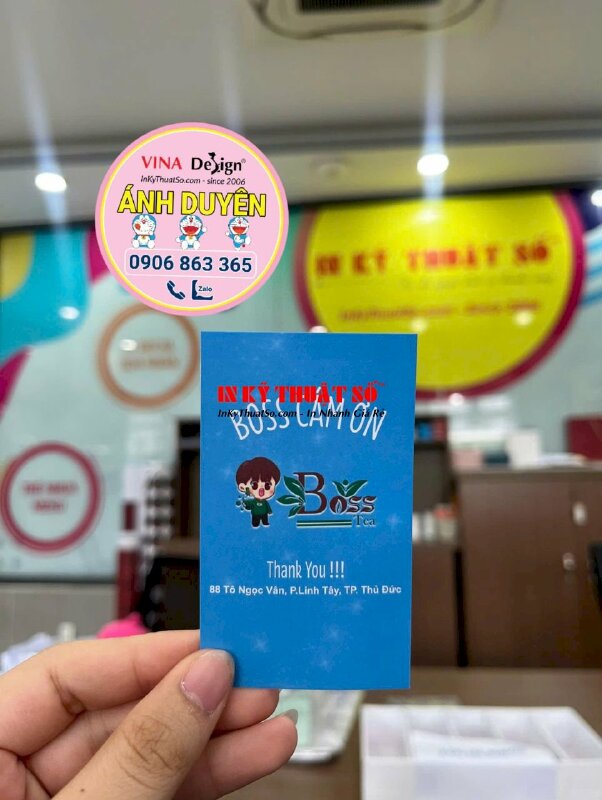 VINA Design®
InKyThuatSo.com - since 2006
ÁNH DUYÊN
0906 863 365
Zalo
IN KỸ THUẬT SỐ
IN KỸ THUẬT SỐ™
InKyThuatSo.com - In Nhanh Giá Rẻ
BOSS CẢM ƠN
Boss
Tea
Thank You !!!
88 Tô Ngọc Vân, P.Linh Tây, TP. Thủ Đức